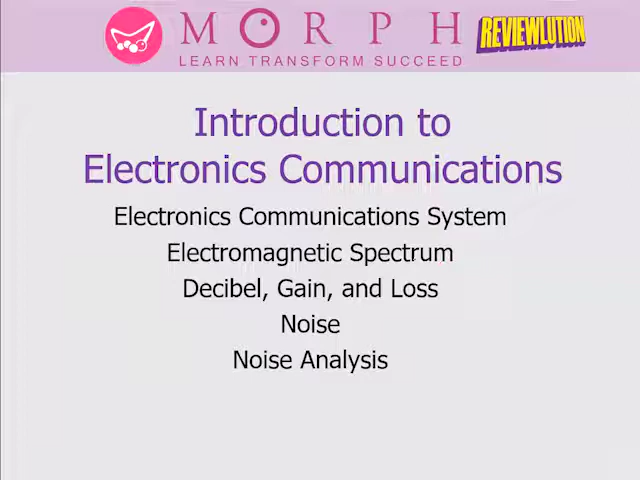 MORPH
REVIEWLUTION
LEARN TRANSFORM SUCCEED
Introduction to
Electronics Communications
Electronics Communications System
Electromagnetic Spectrum
Decibel, Gain, and Loss
Noise
Noise Analysis